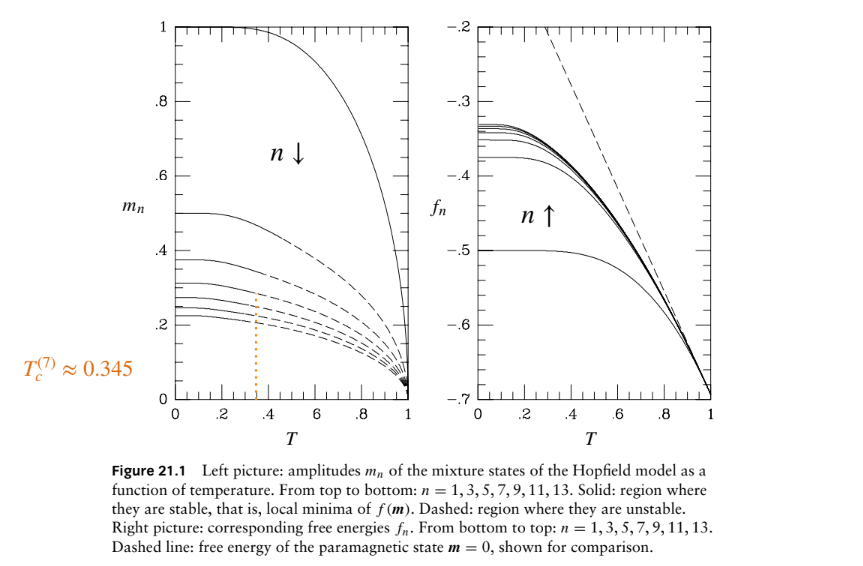 1
.8
.6
.4
.2
0
m_n
n ↓
0 .2 .4 6 .8 1
T
T_c^{(7)} ≈ 0.345
−.2
−.3
−.4
−.5
−.6
−.7
f_n
n ↑
0 .2 .4 .6 .8 1
T
Figure 21.1 Left picture: amplitudes m_n of the mixture states of the Hopfield model as a
function of temperature. From top to bottom: n = 1, 3, 5, 7, 9, 11, 13. Solid: region where
they are stable, that is, local minima of f(m). Dashed: region where they are unstable.
Right picture: corresponding free energies f_n. From bottom to top: n = 1, 3, 5, 7, 9, 11, 13.
Dashed line: free energy of the paramagnetic state m = 0, shown for comparison.